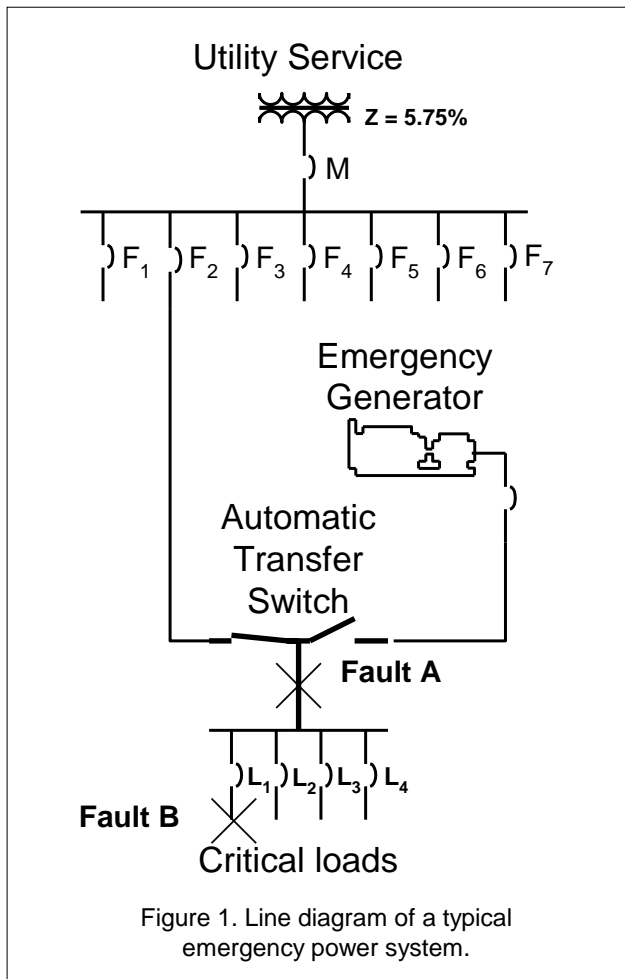 Utility Service
Z = 5.75%
M
F1 F2 F3 F4 F5 F6 F7
Emergency
Generator
Automatic
Transfer
Switch
Fault A
L1 L2 L3 L4
Fault B
Critical loads
Figure 1. Line diagram of a typical
emergency power system.